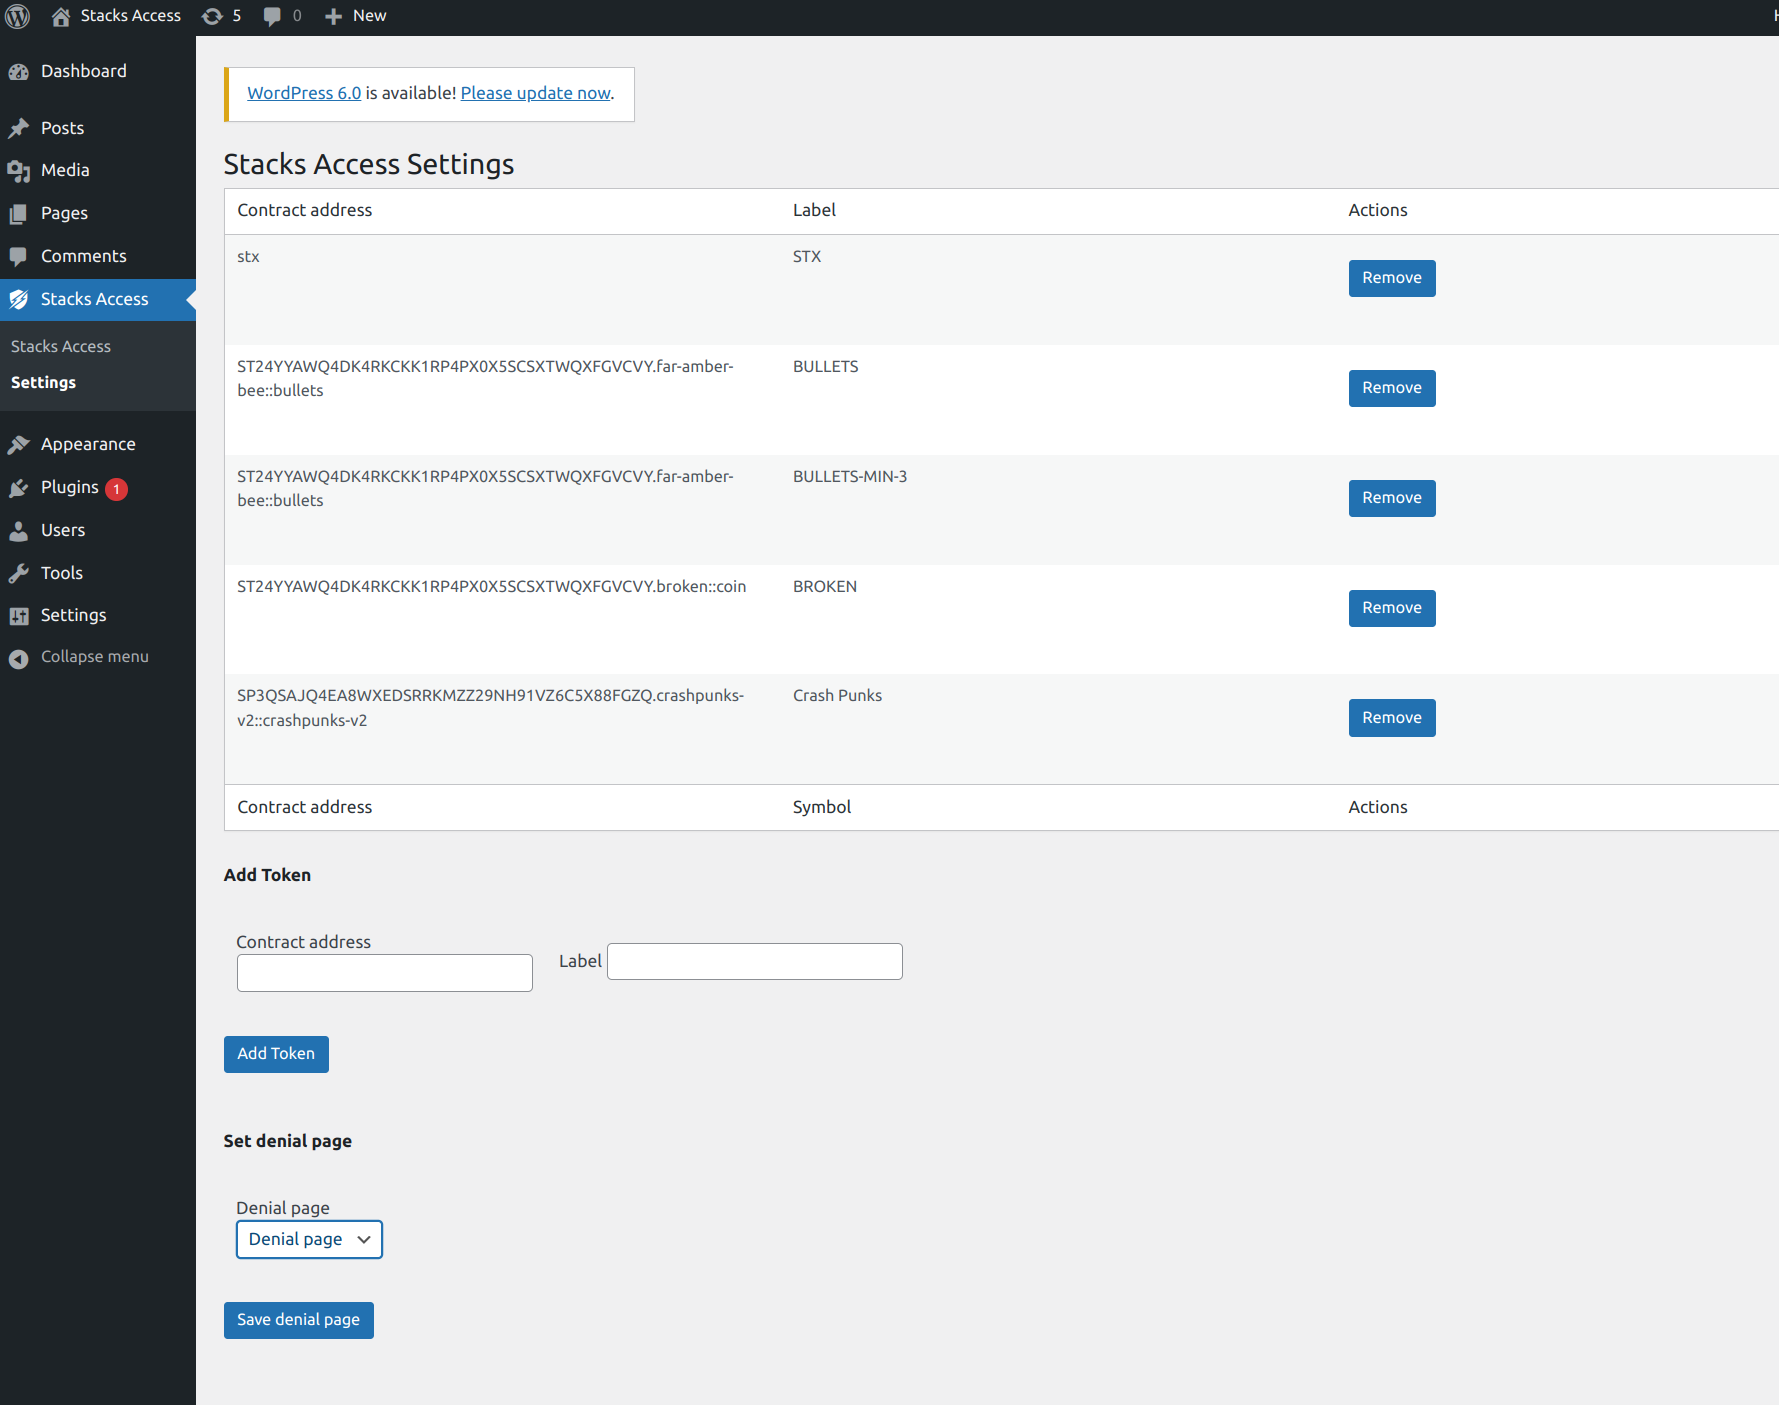 Stacks Access 5 0 New
Dashboard
Posts
Media
Pages
Comments
Stacks Access
Stacks Access
Settings
Appearance
Plugins 1
Users
Tools
Settings
Collapse menu
WordPress 6.0 is available! Please update now.
Stacks Access Settings
Contract address Label Actions
stx STX Remove
ST24YYAWQ4DK4RKCKK1RP4PX0X5SCSXTWQXFGVCVY.far-amber-
bee::bullets BULLETS Remove
ST24YYAWQ4DK4RKCKK1RP4PX0X5SCSXTWQXFGVCVY.far-amber-
bee::bullets BULLETS-MIN-3 Remove
ST24YYAWQ4DK4RKCKK1RP4PX0X5SCSXTWQXFGVCVY.broken::coin BROKEN Remove
SP3QSAJQ4EA8WXEDSRRKMZZ29NH91VZ6C5X88FGZQ.crashpunks-
v2::crashpunks-v2 Crash Punks Remove
Contract address Symbol Actions
Add Token
Contract address
Label
Add Token
Set denial page
Denial page
Denial page
Save denial page